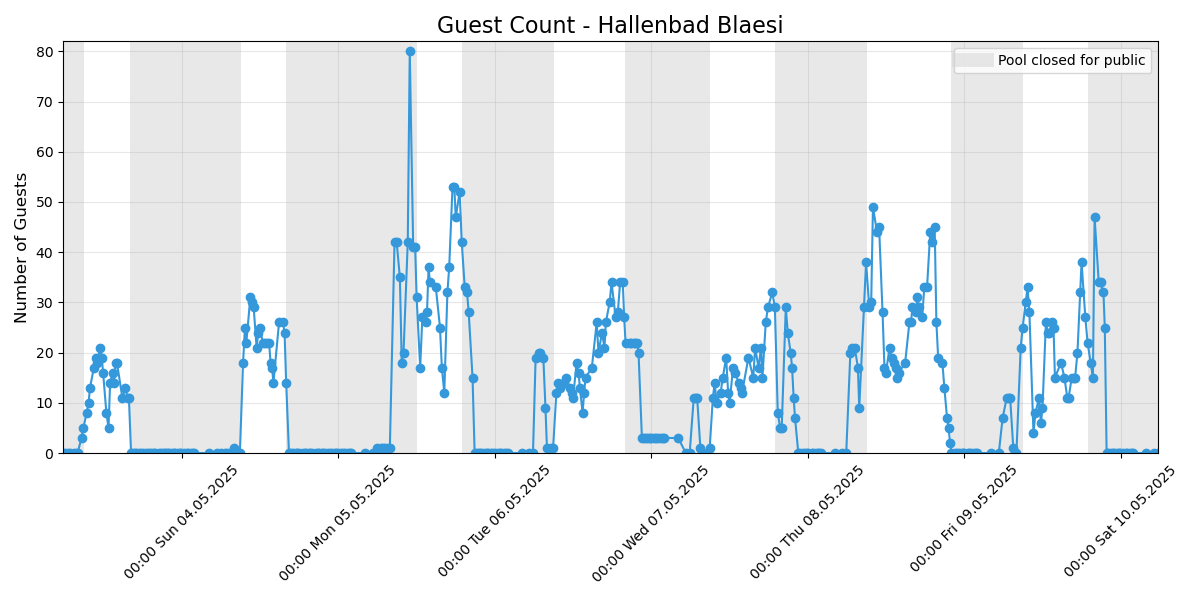 Guest Count - Hallenbad Blaesi
Pool closed for public
Number of Guests
80
70
60
50
40
30
20
10
0
00:00 Sun 04.05.2025
00:00 Mon 05.05.2025
00:00 Tue 06.05.2025
00:00 Wed 07.05.2025
00:00 Thu 08.05.2025
00:00 Fri 09.05.2025
00:00 Sat 10.05.2025